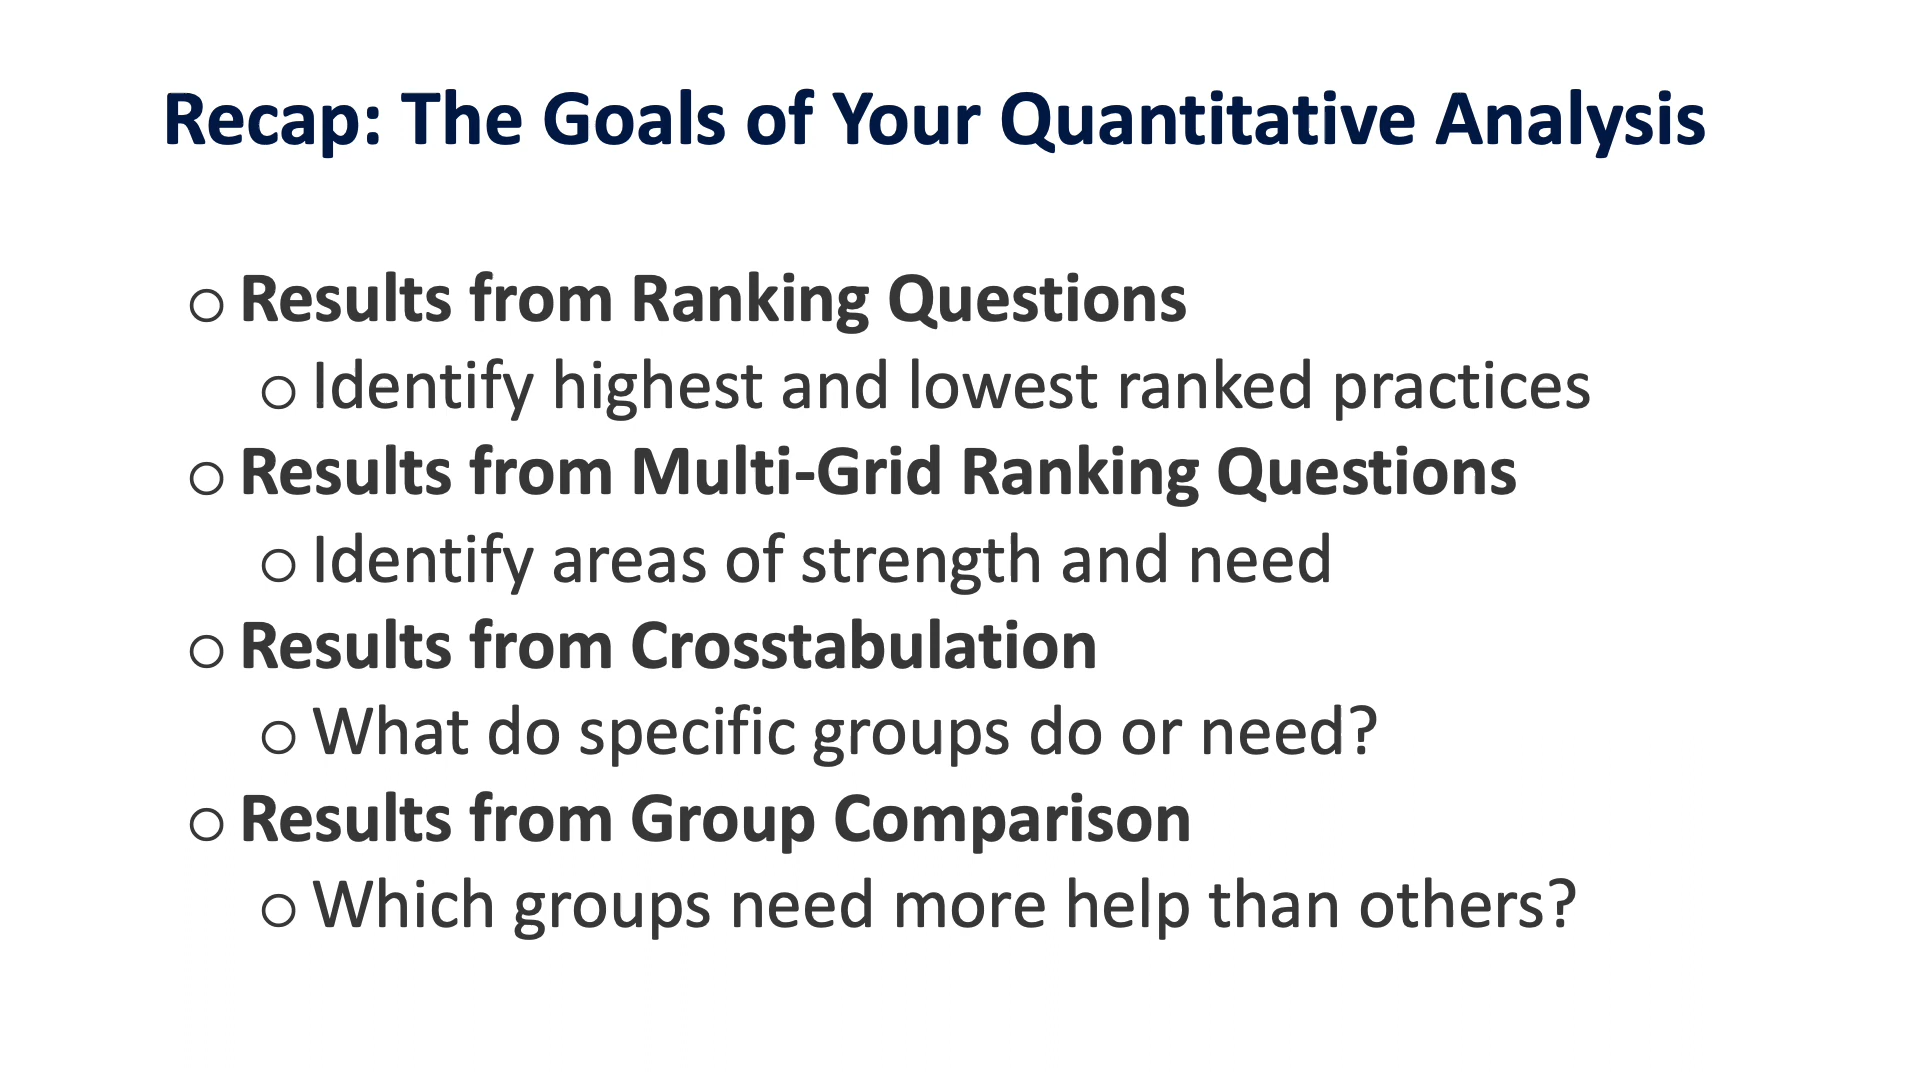 Recap: The Goals of Your Quantitative Analysis
Results from Ranking Questions
Identify highest and lowest ranked practices
Results from Multi-Grid Ranking Questions
Identify areas of strength and need
Results from Crosstabulation
What do specific groups do or need?
Results from Group Comparison
Which groups need more help than others?